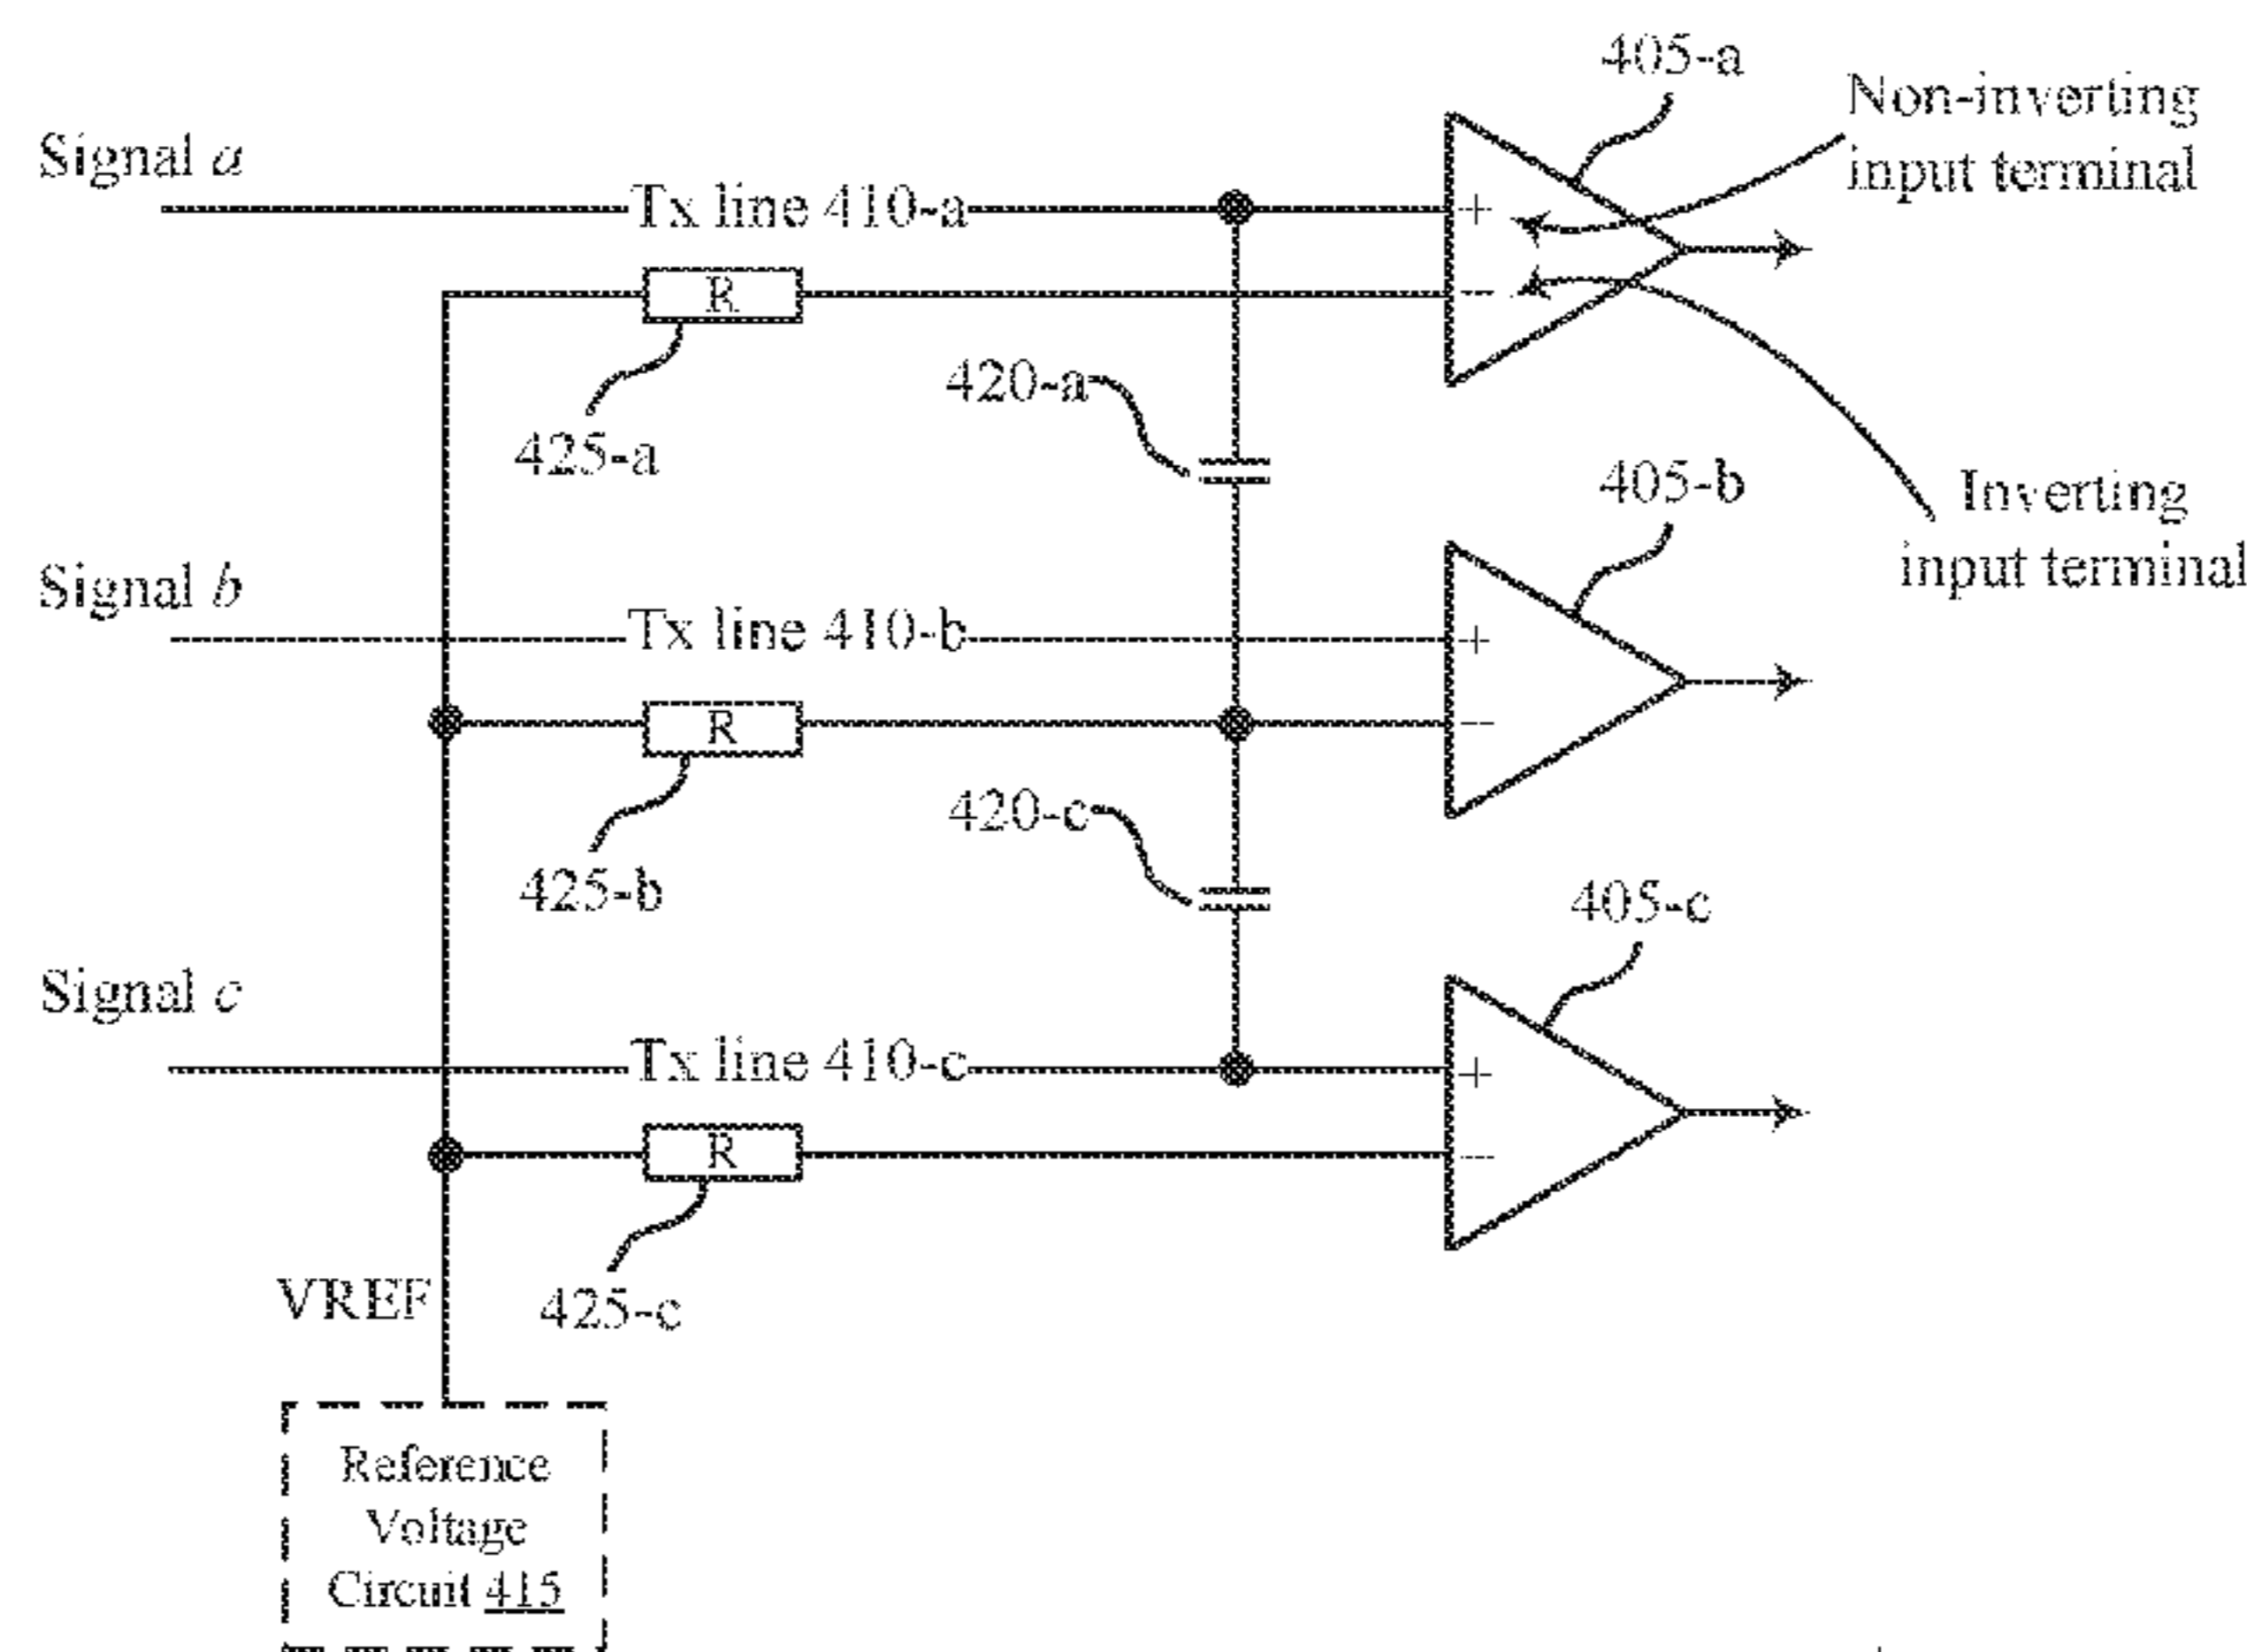 405-a
Non-inverting
input terminal
Signal a
Tx line 410-a
+
R
−
420-a
425-a
405-b
Inverting
input terminal
Signal b
Tx line 410-b
+
R
−
420-c
425-b
405-c
Signal c
Tx line 410-c
+
R
−
VREF
425-c
Reference
Voltage
Circuit 415